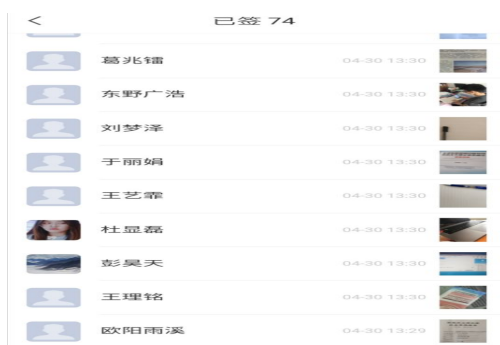 已签 74
葛兆镭 04-30 13:30
东野广浩 04-30 13:30
刘梦泽 04-30 13:30
于丽娟 04-30 13:30
王艺霏 04-30 13:30
杜显磊 04-30 13:30
彭昊天 04-30 13:30
王理铭 04-30 13:30
欧阳雨溪 04-30 13:29